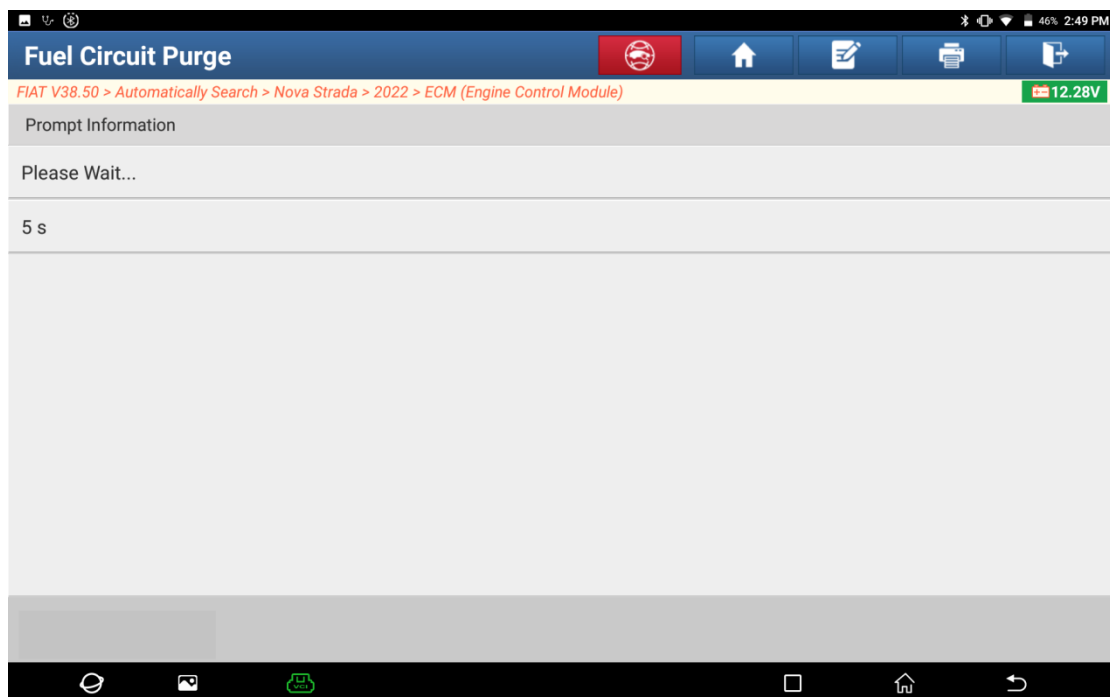 46% 2:49 PM
Fuel Circuit Purge
FIAT V38.50 > Automatically Search > Nova Strada > 2022 > ECM (Engine Control Module)
12.28V
Prompt Information
Please Wait...
5 s
VCI